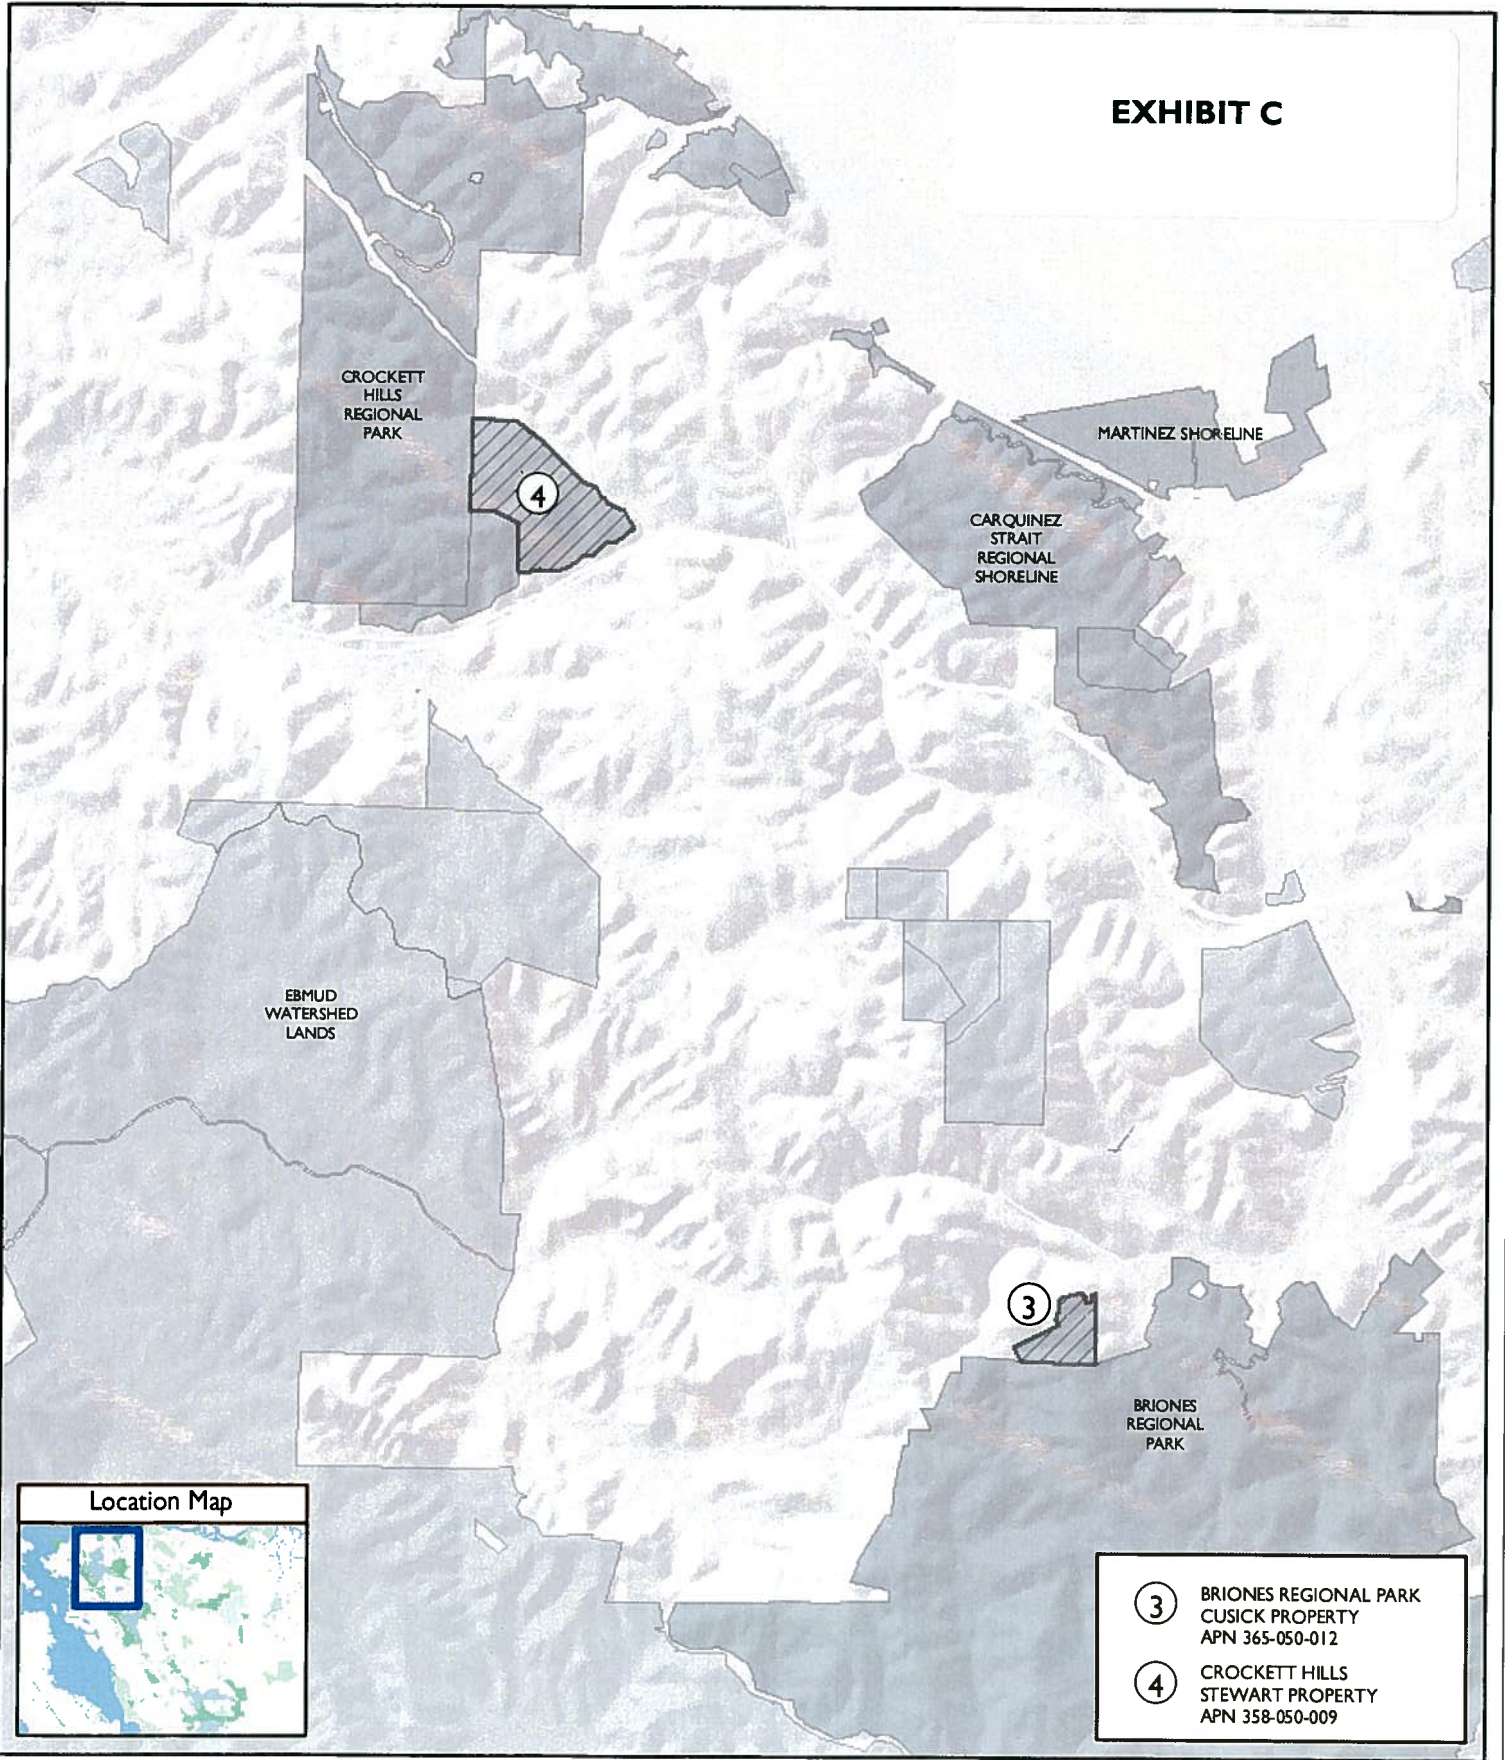 EXHIBIT C
CROCKETT
HILLS
REGIONAL
PARK
4
MARTINEZ SHORELINE
CARQUINEZ
STRAIT
REGIONAL
SHORELINE
EBMUD
WATERSHED
LANDS
3
BRIONES
REGIONAL
PARK
Location Map
3 BRIONES REGIONAL PARK
CUSICK PROPERTY
APN 365-050-012
4 CROCKETT HILLS
STEWART PROPERTY
APN 358-050-009